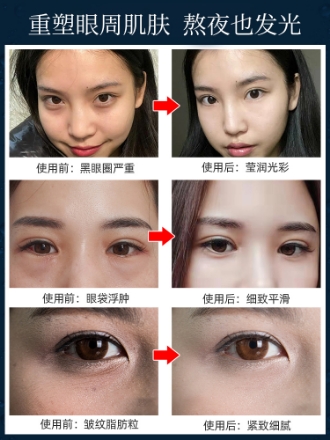 重塑眼周肌肤 熬夜也发光
使用前：黑眼圈严重
使用后：莹润光彩
使用前：眼袋浮肿
使用后：细致平滑
使用前：皱纹脂肪粒
使用后：紧致细腻